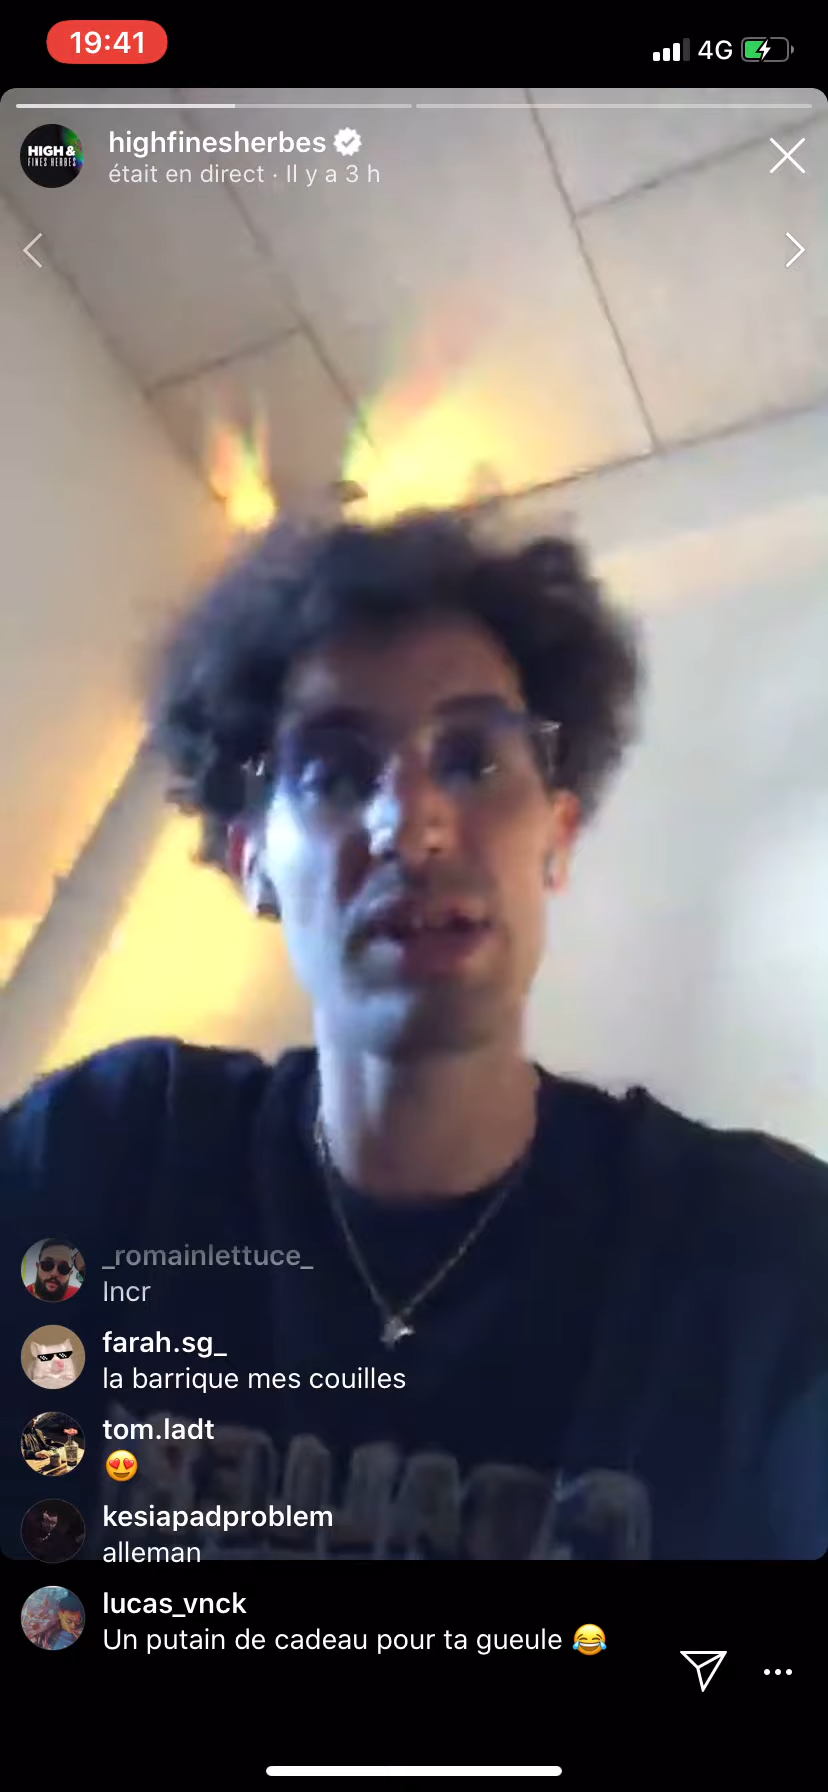 19:41
4G
HIGH &
FINES HERBES
highfinesherbes
était en direct · Il y a 3 h
_romainlettuce_
Incr
farah.sg_
la barrique mes couilles
tom.ladt
😍
kesiapadproblem
alleman
lucas_vnck
Un putain de cadeau pour ta gueule 😂